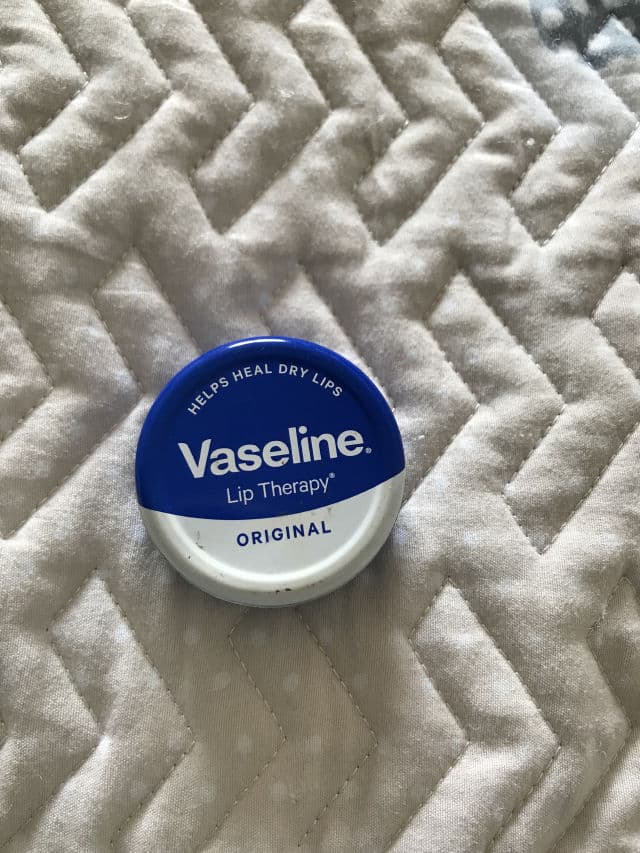 HELPS HEAL DRY LIPS
Vaseline®
Lip Therapy®
ORIGINAL